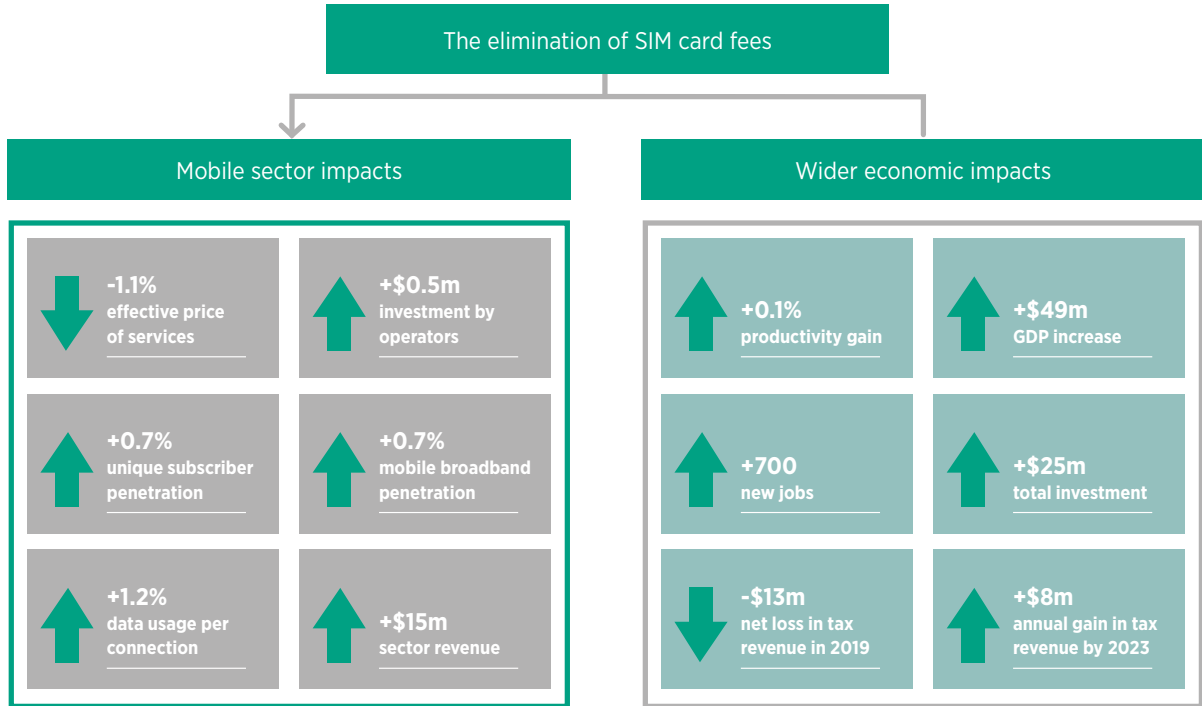 The elimination of SIM card fees
Mobile sector impacts
-1.1%
effective price
of services
+$0.5m
investment by
operators
+0.7%
unique subscriber
penetration
+0.7%
mobile broadband
penetration
+1.2%
data usage per
connection
+$15m
sector revenue
Wider economic impacts
+0.1%
productivity gain
+$49m
GDP increase
+700
new jobs
+$25m
total investment
-$13m
net loss in tax
revenue in 2019
+$8m
annual gain in tax
revenue by 2023